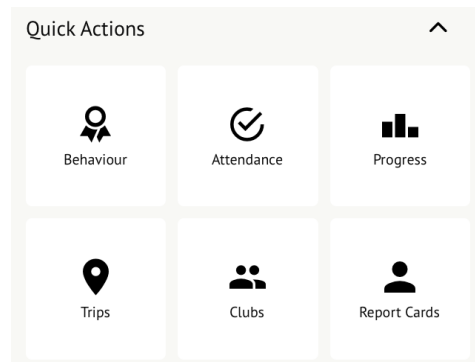 Quick Actions
Behaviour
Attendance
Progress
Trips
Clubs
Report Cards